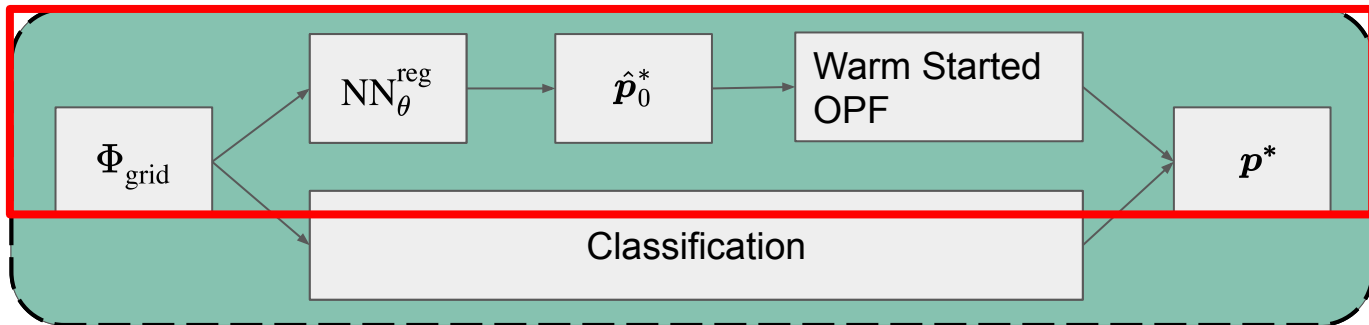 Φ_grid
NN_θ^reg
p̂_0^*
Warm Started
OPF
p^*
Classification